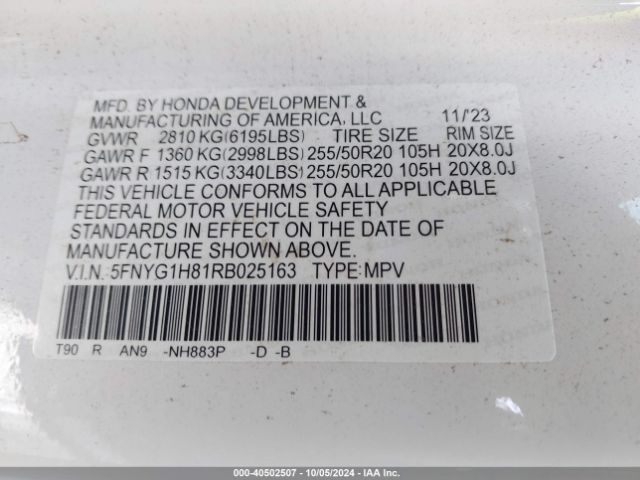 MFD. BY HONDA DEVELOPMENT &
MANUFACTURING OF AMERICA, LLC 11/'23
GVWR 2810 KG(6195LBS) TIRE SIZE RIM SIZE
GAWR F 1360 KG(2998LBS) 255/50R20 105H 20X8.0J
GAWR R 1515 KG(3340LBS) 255/50R20 105H 20X8.0J
THIS VEHICLE CONFORMS TO ALL APPLICABLE
FEDERAL MOTOR VEHICLE SAFETY
STANDARDS IN EFFECT ON THE DATE OF
MANUFACTURE SHOWN ABOVE.
V.I.N. 5FNYG1H81RB025163 TYPE:MPV
T90 R AN9 -NH883P -D -B
000-40502507 - 10/05/2024 - IAA Inc.